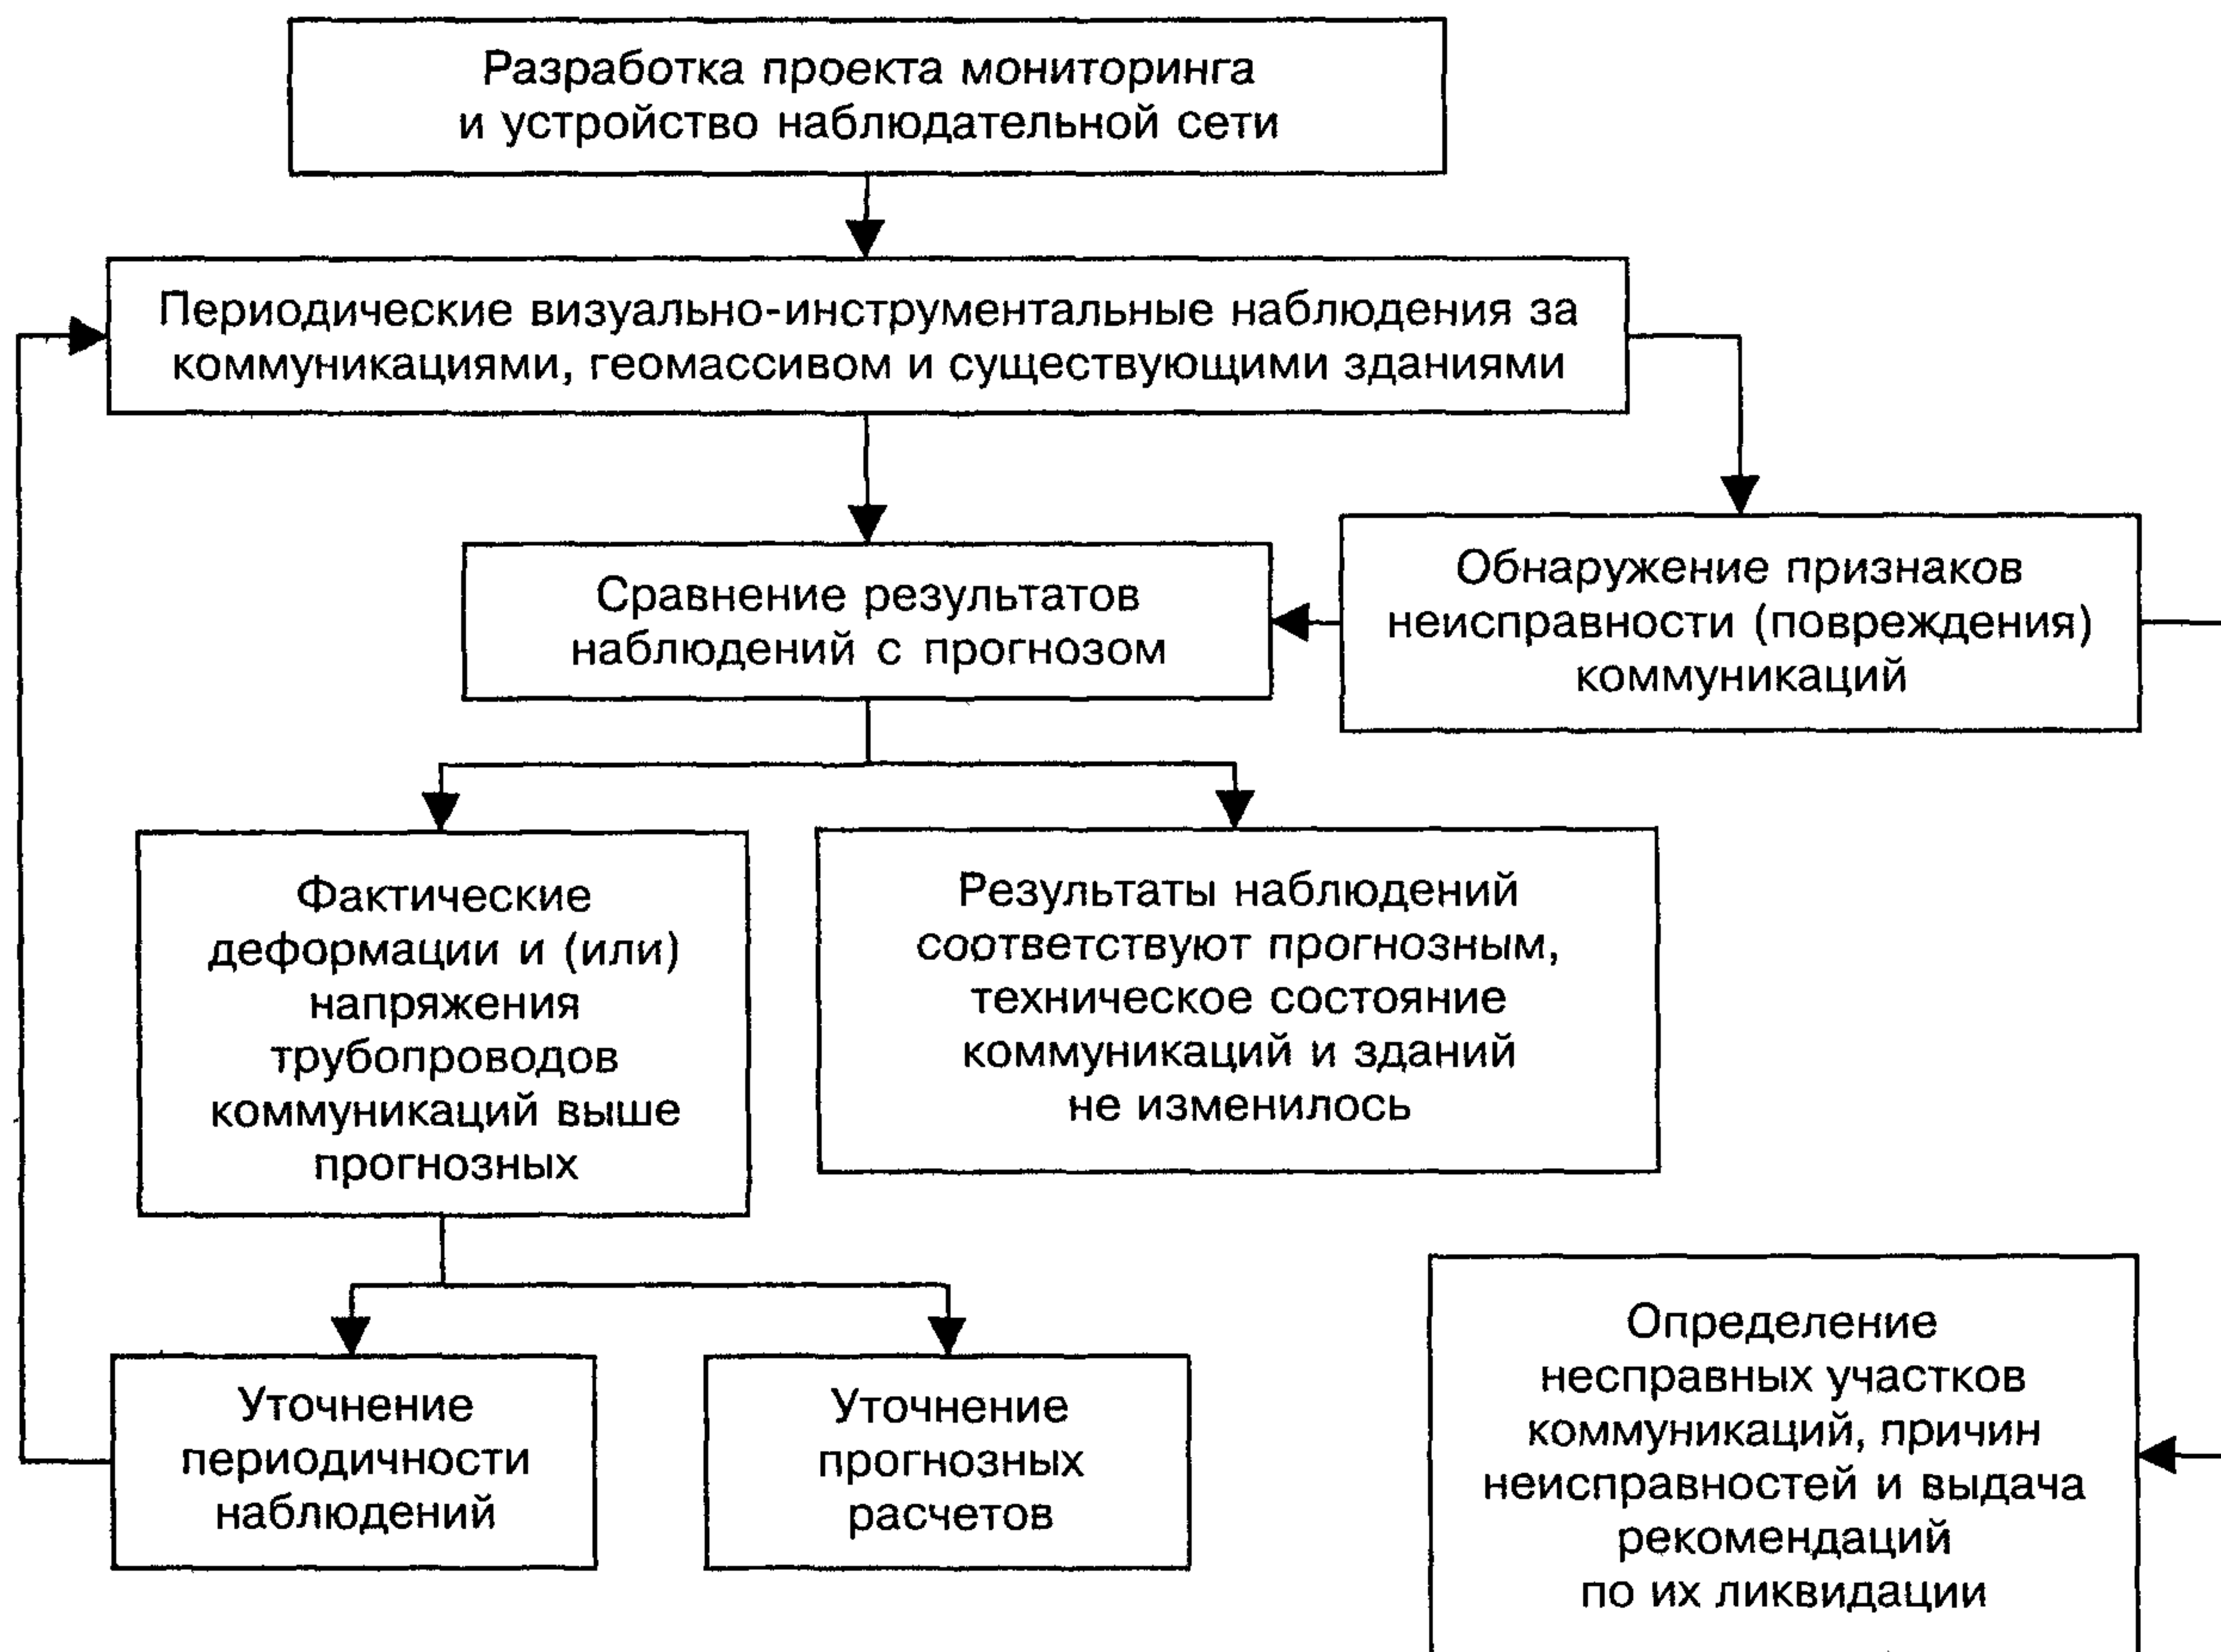 Разработка проекта мониторинга
и устройство наблюдательной сети
Периодические визуально-инструментальные наблюдения за
коммуникациями, геомассивом и существующими зданиями
Сравнение результатов
наблюдений с прогнозом
Обнаружение признаков
неисправности (повреждения)
коммуникаций
Фактические
деформации и (или)
напряжения
трубопроводов
коммуникаций выше
прогнозных
Результаты наблюдений
соответствуют прогнозным,
техническое состояние
коммуникаций и зданий
не изменилось
Уточнение
периодичности
наблюдений
Уточнение
прогнозных
расчетов
Определение
несправных участков
коммуникаций, причин
неисправностей и выдача
рекомендаций
по их ликвидации